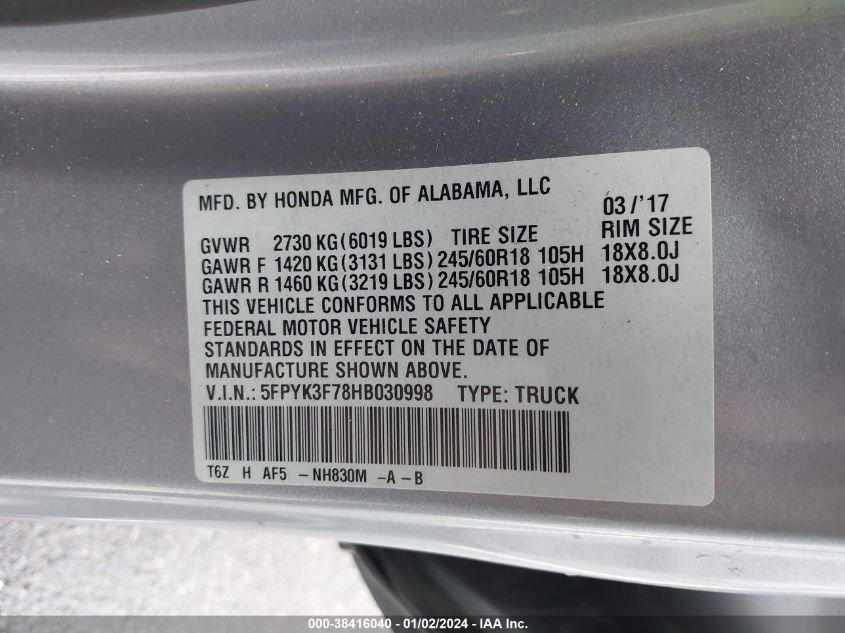 MFD. BY HONDA MFG. OF ALABAMA, LLC
03/'17
GVWR 2730 KG(6019 LBS) TIRE SIZE RIM SIZE
GAWR F 1420 KG(3131 LBS) 245/60R18 105H 18X8.0J
GAWR R 1460 KG(3219 LBS) 245/60R18 105H 18X8.0J
THIS VEHICLE CONFORMS TO ALL APPLICABLE
FEDERAL MOTOR VEHICLE SAFETY
STANDARDS IN EFFECT ON THE DATE OF
MANUFACTURE SHOWN ABOVE.
V.I.N.: 5FPYK3F78HB030998 TYPE: TRUCK
T6Z H AF5 -NH830M -A -B
000-38416040 - 01/02/2024 - IAA Inc.